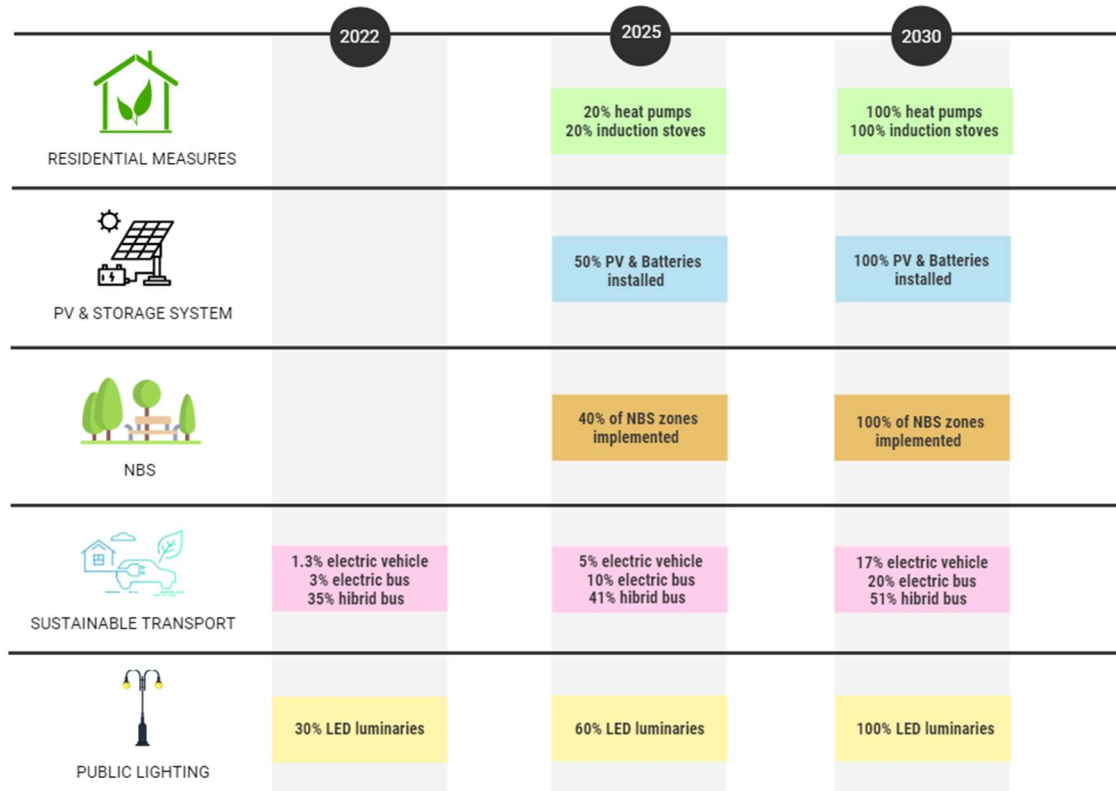 2022
2025
2030
RESIDENTIAL MEASURES
20% heat pumps
20% induction stoves
100% heat pumps
100% induction stoves
PV & STORAGE SYSTEM
50% PV & Batteries
installed
100% PV & Batteries
installed
NBS
40% of NBS zones
implemented
100% of NBS zones
implemented
SUSTAINABLE TRANSPORT
1.3% electric vehicle
3% electric bus
35% hibrid bus
5% electric vehicle
10% electric bus
41% hibrid bus
17% electric vehicle
20% electric bus
51% hibrid bus
PUBLIC LIGHTING
30% LED luminaries
60% LED luminaries
100% LED luminaries